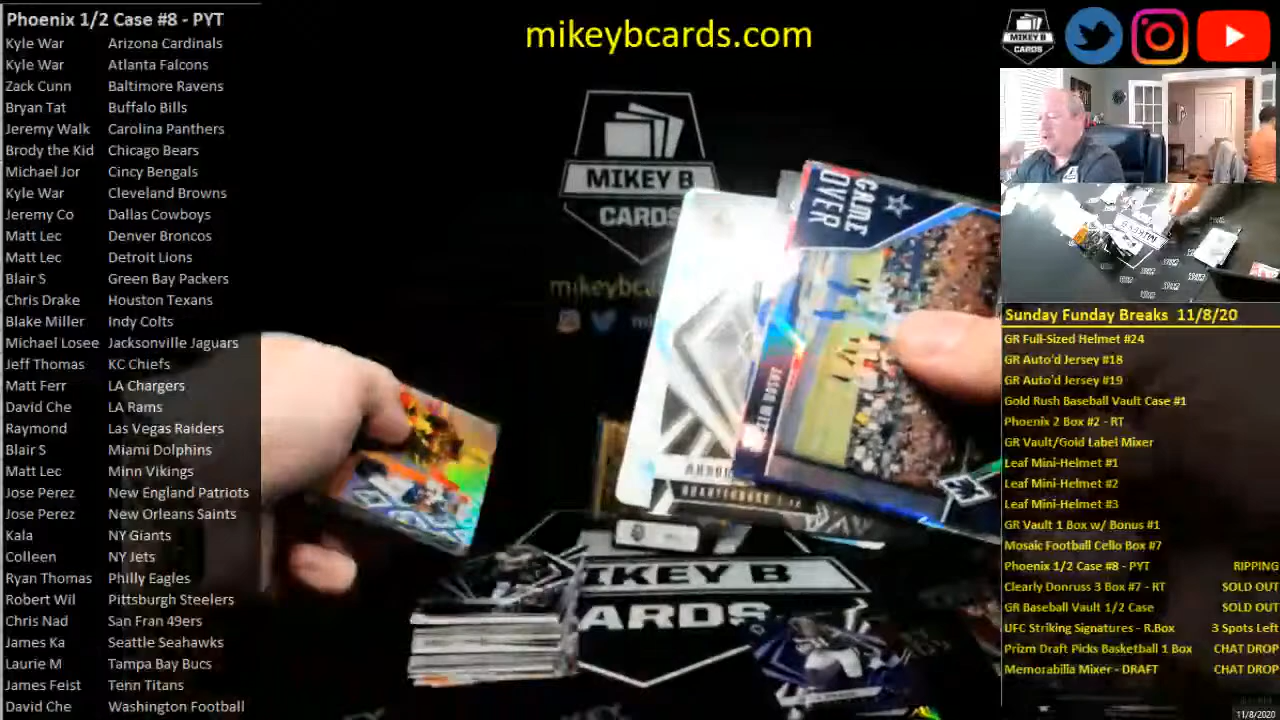 Phoenix 1/2 Case #8 - PYT
Kyle War Arizona Cardinals
Kyle War Atlanta Falcons
Zack Cunn Baltimore Ravens
Bryan Tat Buffalo Bills
Jeremy Walk Carolina Panthers
Brody the Kid Chicago Bears
Michael Jor Cincy Bengals
Kyle War Cleveland Browns
Jeremy Co Dallas Cowboys
Matt Lec Denver Broncos
Matt Lec Detroit Lions
Blair S Green Bay Packers
Chris Drake Houston Texans
Blake Miller Indy Colts
Michael Losee Jacksonville Jaguars
Jeff Thomas KC Chiefs
Matt Ferr LA Chargers
David Che LA Rams
Raymond Las Vegas Raiders
Blair S Miami Dolphins
Matt Lec Minn Vikings
Jose Perez New England Patriots
Jose Perez New Orleans Saints
Kala NY Giants
Colleen NY Jets
Ryan Thomas Philly Eagles
Robert Wil Pittsburgh Steelers
Chris Nad San Fran 49ers
James Ka Seattle Seahawks
Laurie M Tampa Bay Bucs
James Feist Tenn Titans
David Che Washington Football
mikeybcards.com
MIKEY B
CARDS
mikeybc
GAME
OVER
QUARTERBACK
IKEY B
CARDS
MIKEY B
CARDS
MIKEY B
Sunday Funday Breaks 11/8/20
GR Full-Sized Helmet #24
GR Auto'd Jersey #18
GR Auto'd Jersey #19
Gold Rush Baseball Vault Case #1
Phoenix 2 Box #2 - RT
GR Vault/Gold Label Mixer
Leaf Mini-Helmet #1
Leaf Mini-Helmet #2
Leaf Mini-Helmet #3
GR Vault 1 Box w/ Bonus #1
Mosaic Football Cello Box #7
Phoenix 1/2 Case #8 - PYT RIPPING
Clearly Donruss 3 Box #7 - RT SOLD OUT
GR Baseball Vault 1/2 Case SOLD OUT
UFC Striking Signatures - R.Box 3 Spots Left
Prizm Draft Picks Basketball 1 Box CHAT DROP
Memorabilia Mixer - DRAFT CHAT DROP
11/8/2020